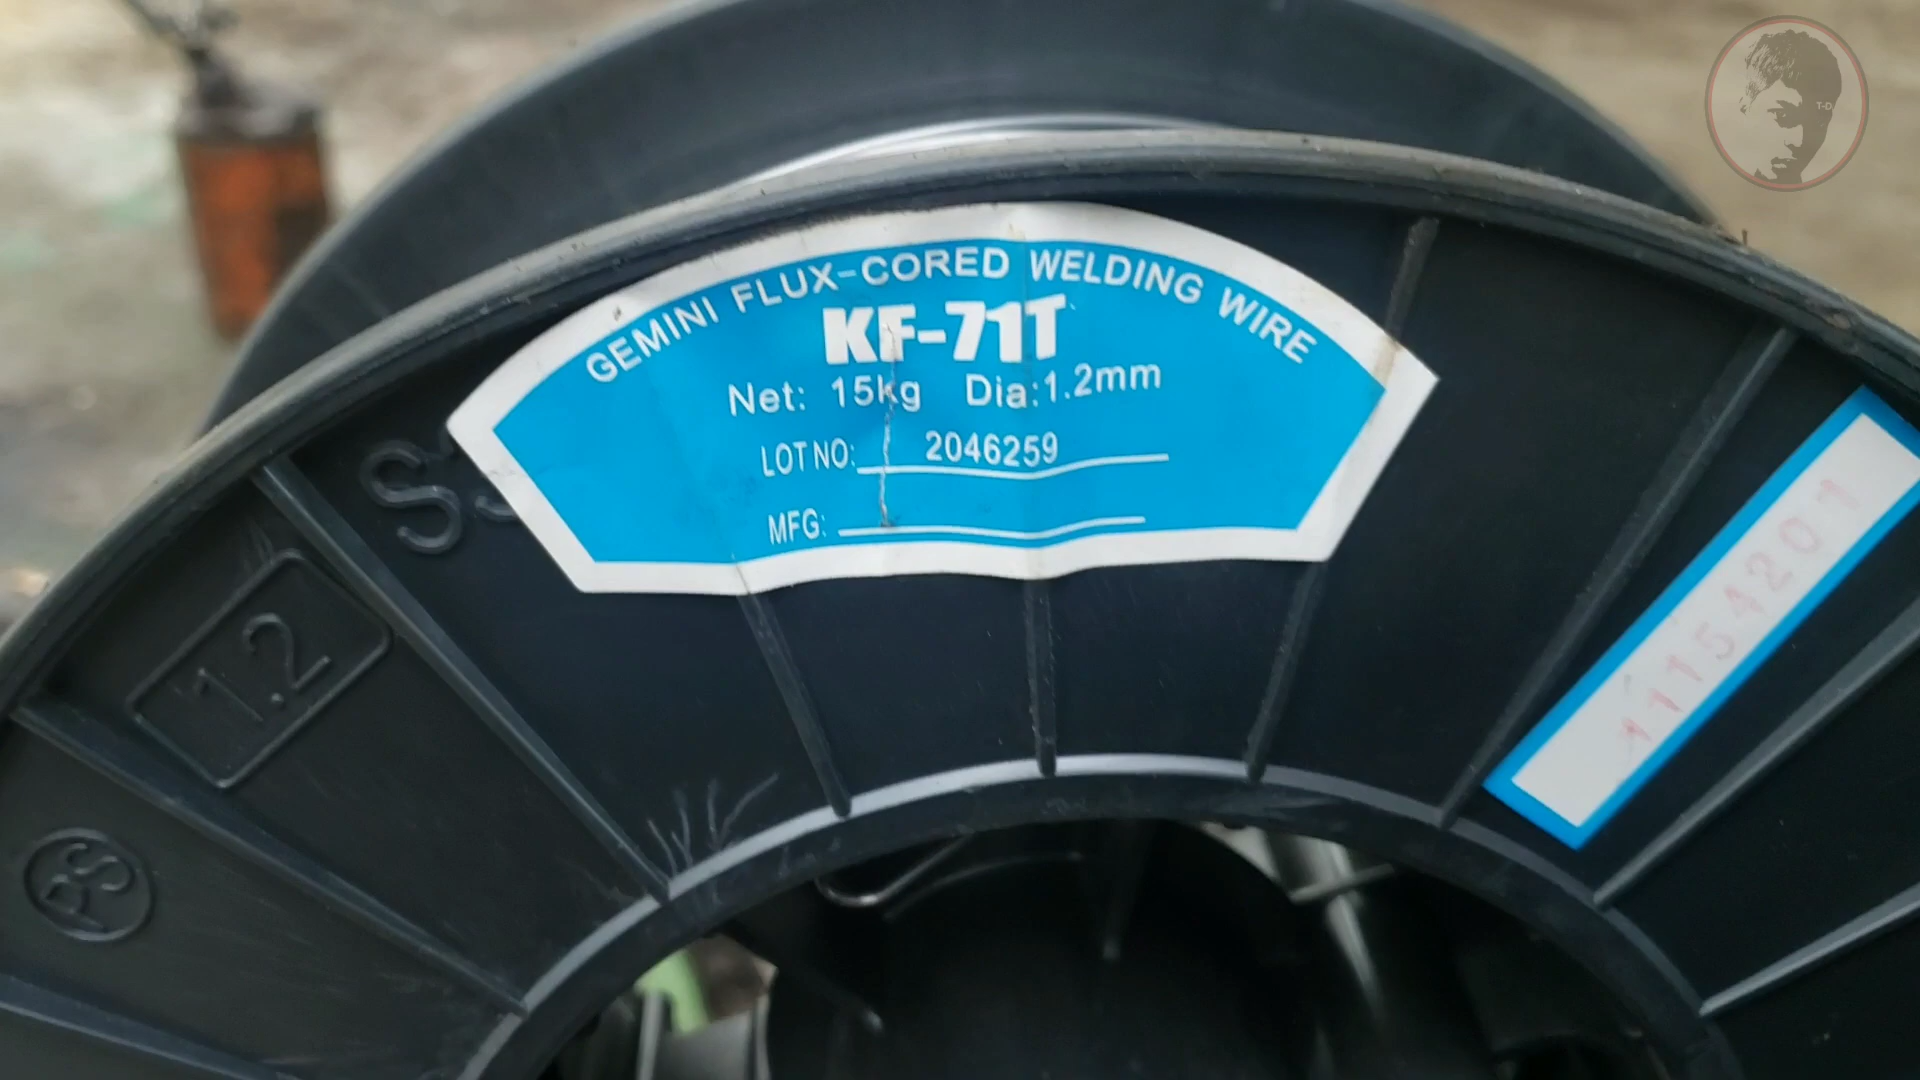 GEMINI FLUX-CORED WELDING WIRE
KF-71T
Net: 15kg Dia:1.2mm
LOT NO: 2046259
MFG:
1.2
PS
11154201
T-D